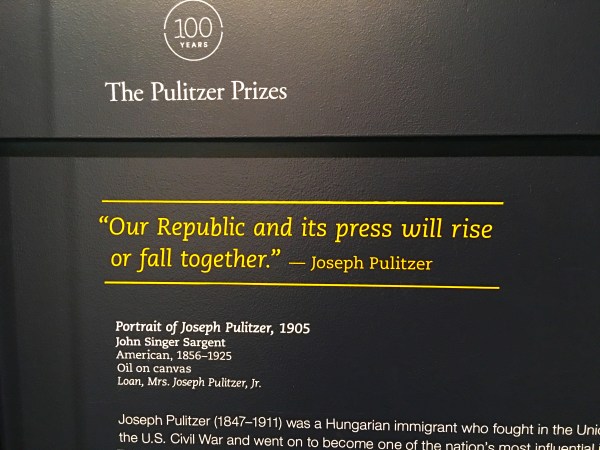 100
YEARS
The Pulitzer Prizes
“Our Republic and its press will rise
or fall together.” — Joseph Pulitzer
Portrait of Joseph Pulitzer, 1905
John Singer Sargent
American, 1856–1925
Oil on canvas
Loan, Mrs. Joseph Pulitzer, Jr.
Joseph Pulitzer (1847–1911) was a Hungarian immigrant who fought in the
the U.S. Civil War and went on to become one of the nation's most influential